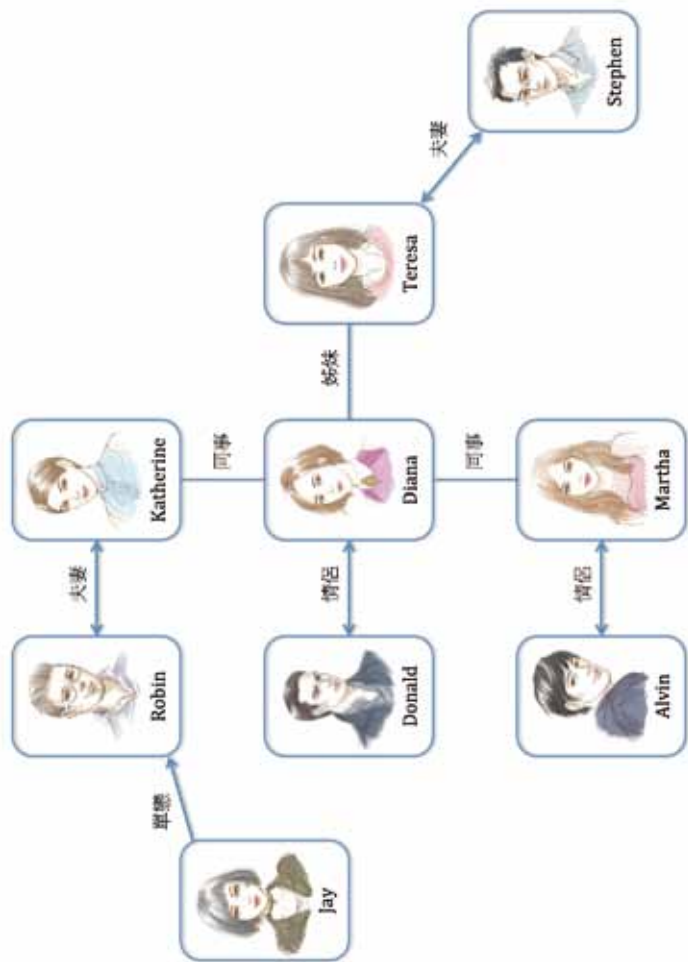 夫妻
單戀
Robin
Katherine
同事
Jay
情侶
姊妹
Donald
Diana
Teresa
夫妻
同事
情侶
Stephen
Alvin
Martha